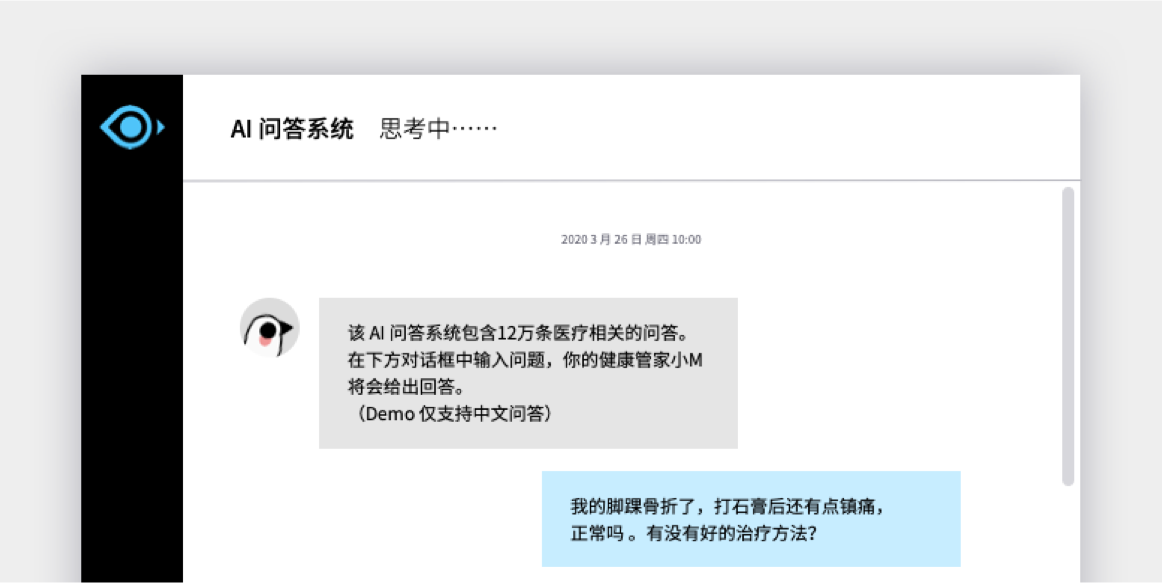 AI 问答系统 思考中……
2020 3 月 26 日 周四 10:00
该 AI 问答系统包含12万条医疗相关的问答。
在下方对话框中输入问题，你的健康管家小M
将会给出回答。
（Demo 仅支持中文问答）
我的脚踝骨折了，打石膏后还有点镇痛，
正常吗 。有没有好的治疗方法？